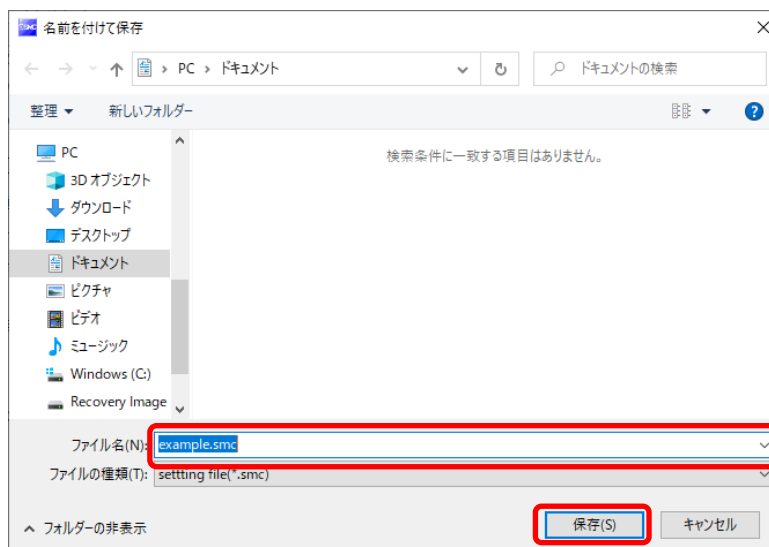 名前を付けて保存
PC › ドキュメント
ドキュメントの検索
整理
新しいフォルダー
PC
3D オブジェクト
ダウンロード
デスクトップ
ドキュメント
ピクチャ
ビデオ
ミュージック
Windows (C:)
Recovery Image
検索条件に一致する項目はありません。
ファイル名(N): example.smc
ファイルの種類(T): settting file(*.smc)
フォルダーの非表示
保存(S)
キャンセル